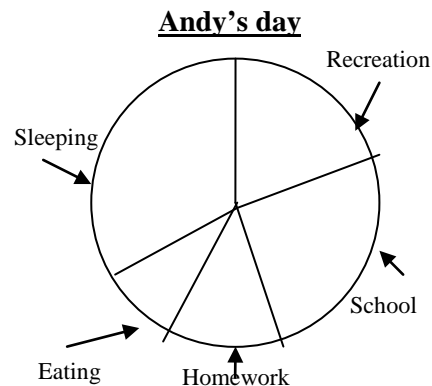 Andy’s day
Recreation
Sleeping
School
Eating
Homework